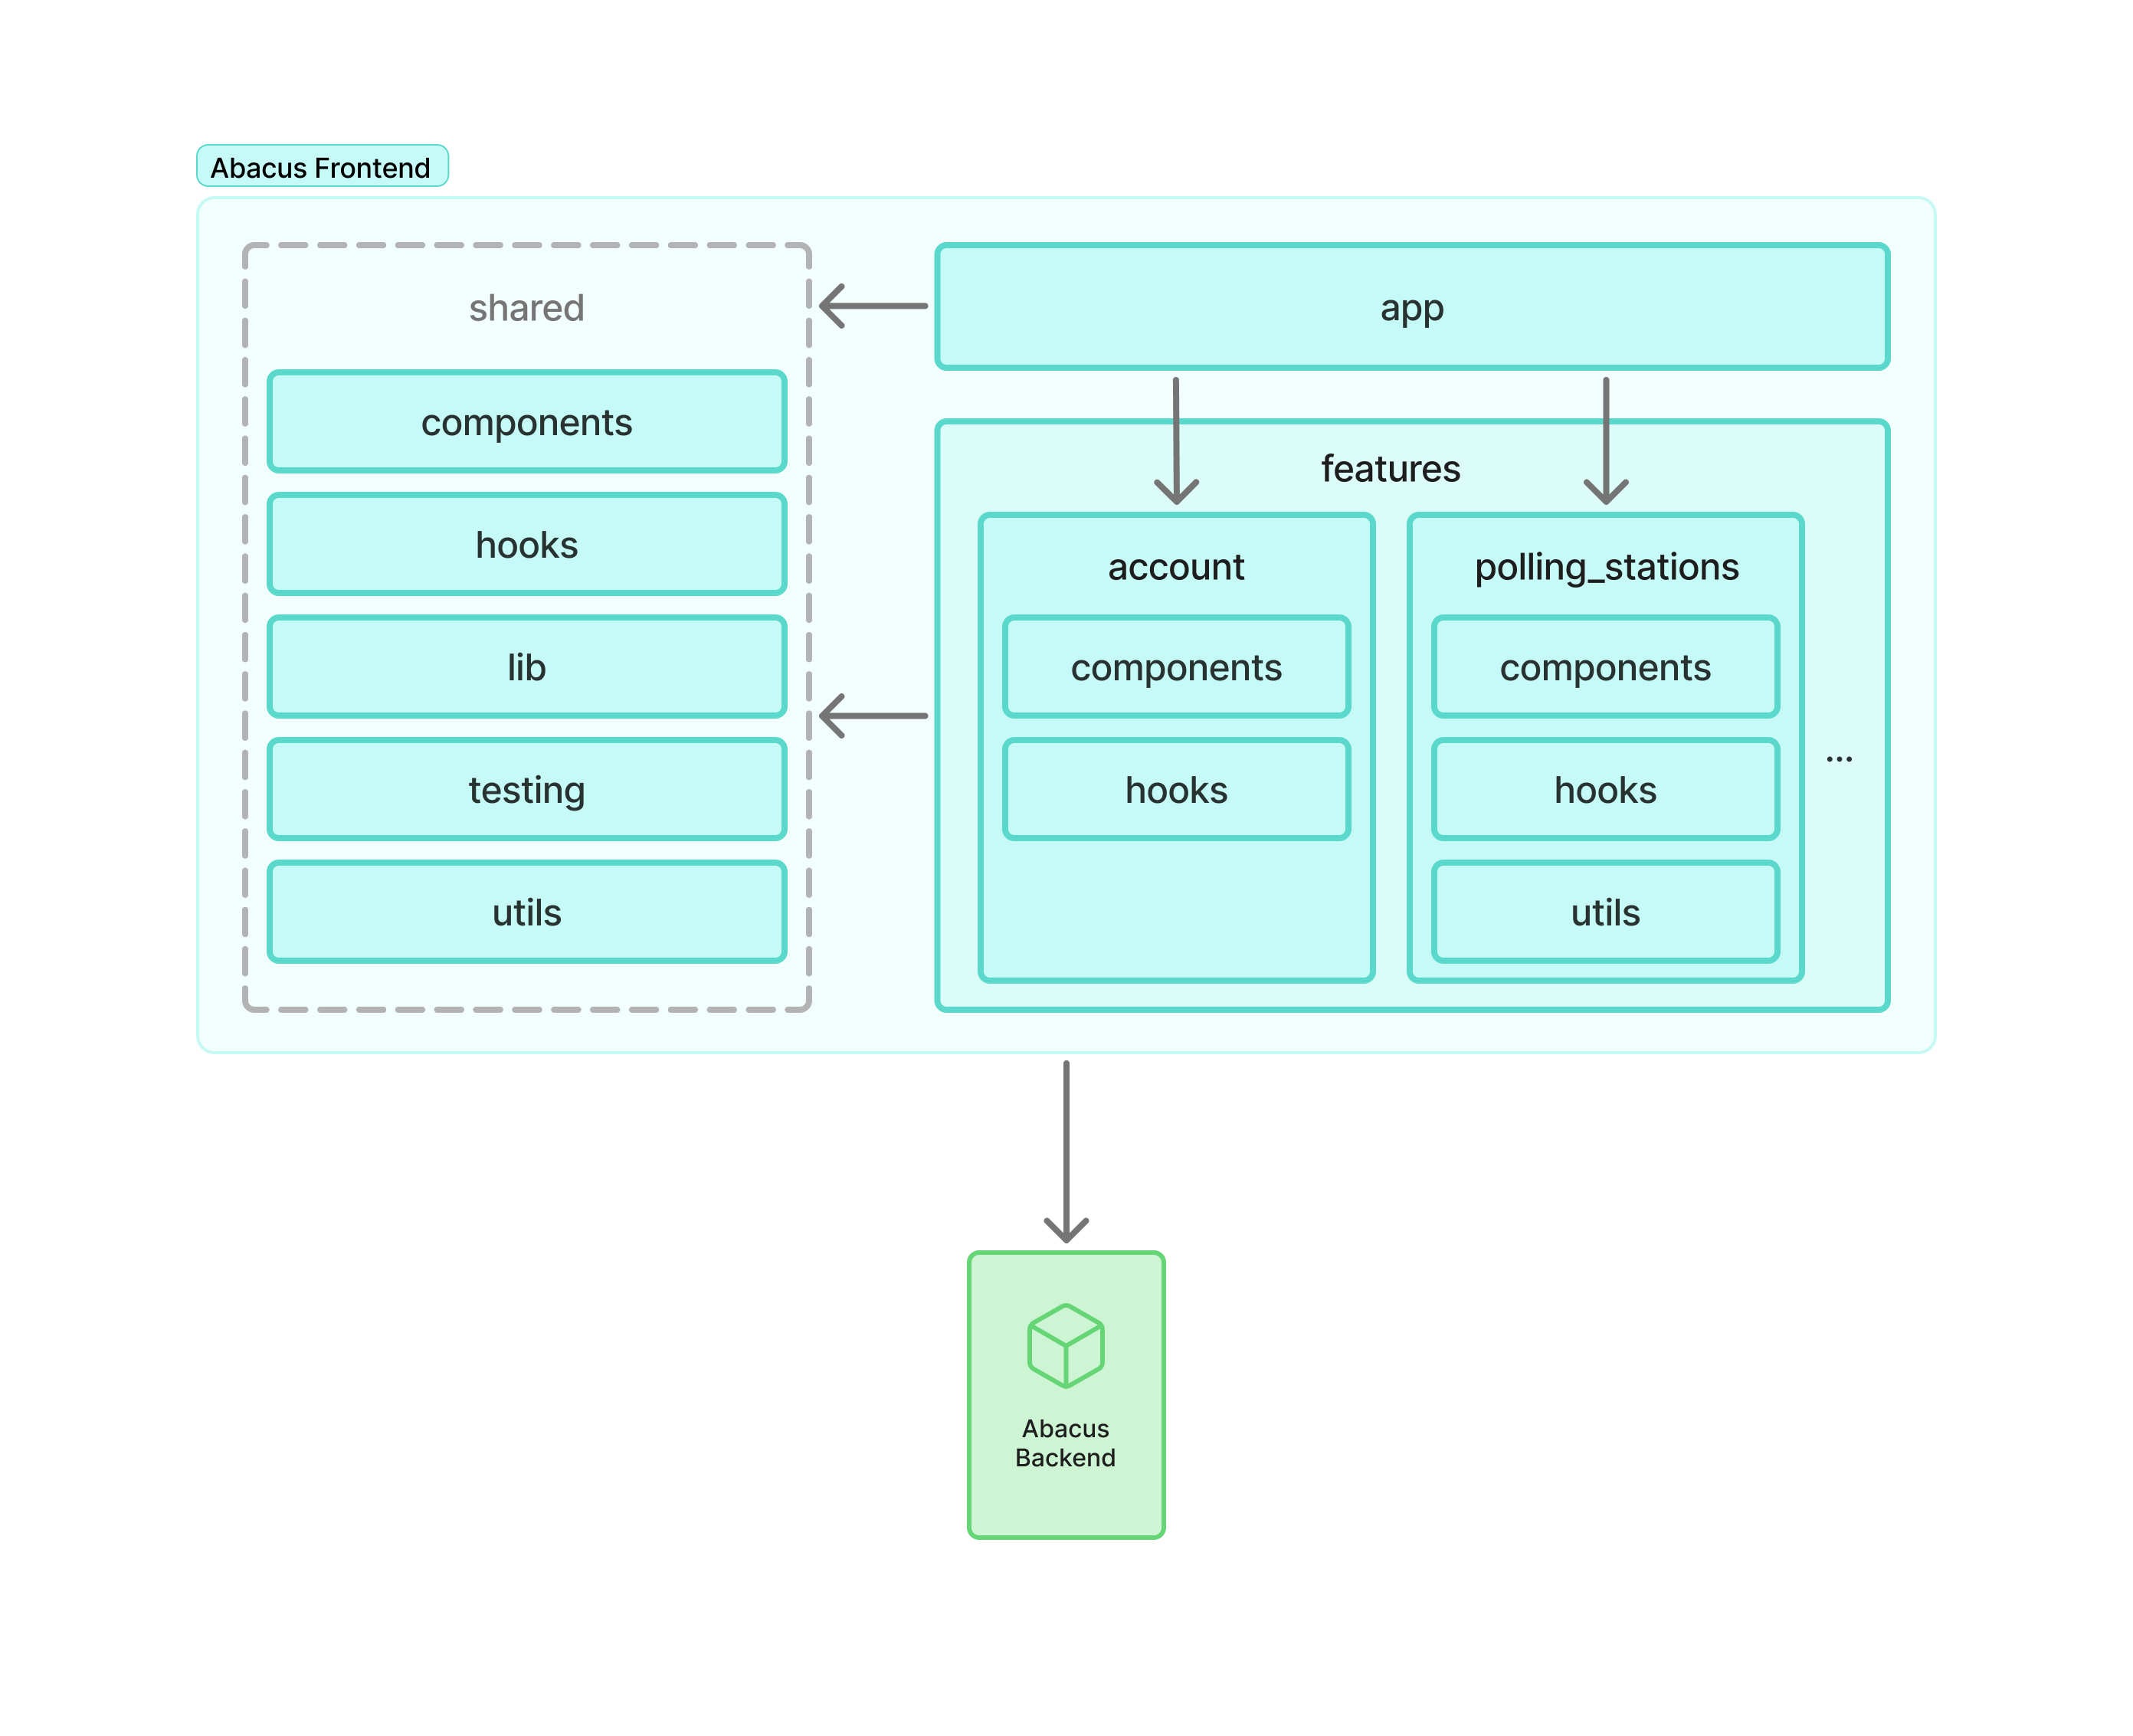 Abacus Frontend
shared
components
hooks
lib
testing
utils
app
features
account
components
hooks
polling_stations
components
hooks
utils
...
Abacus
Backend